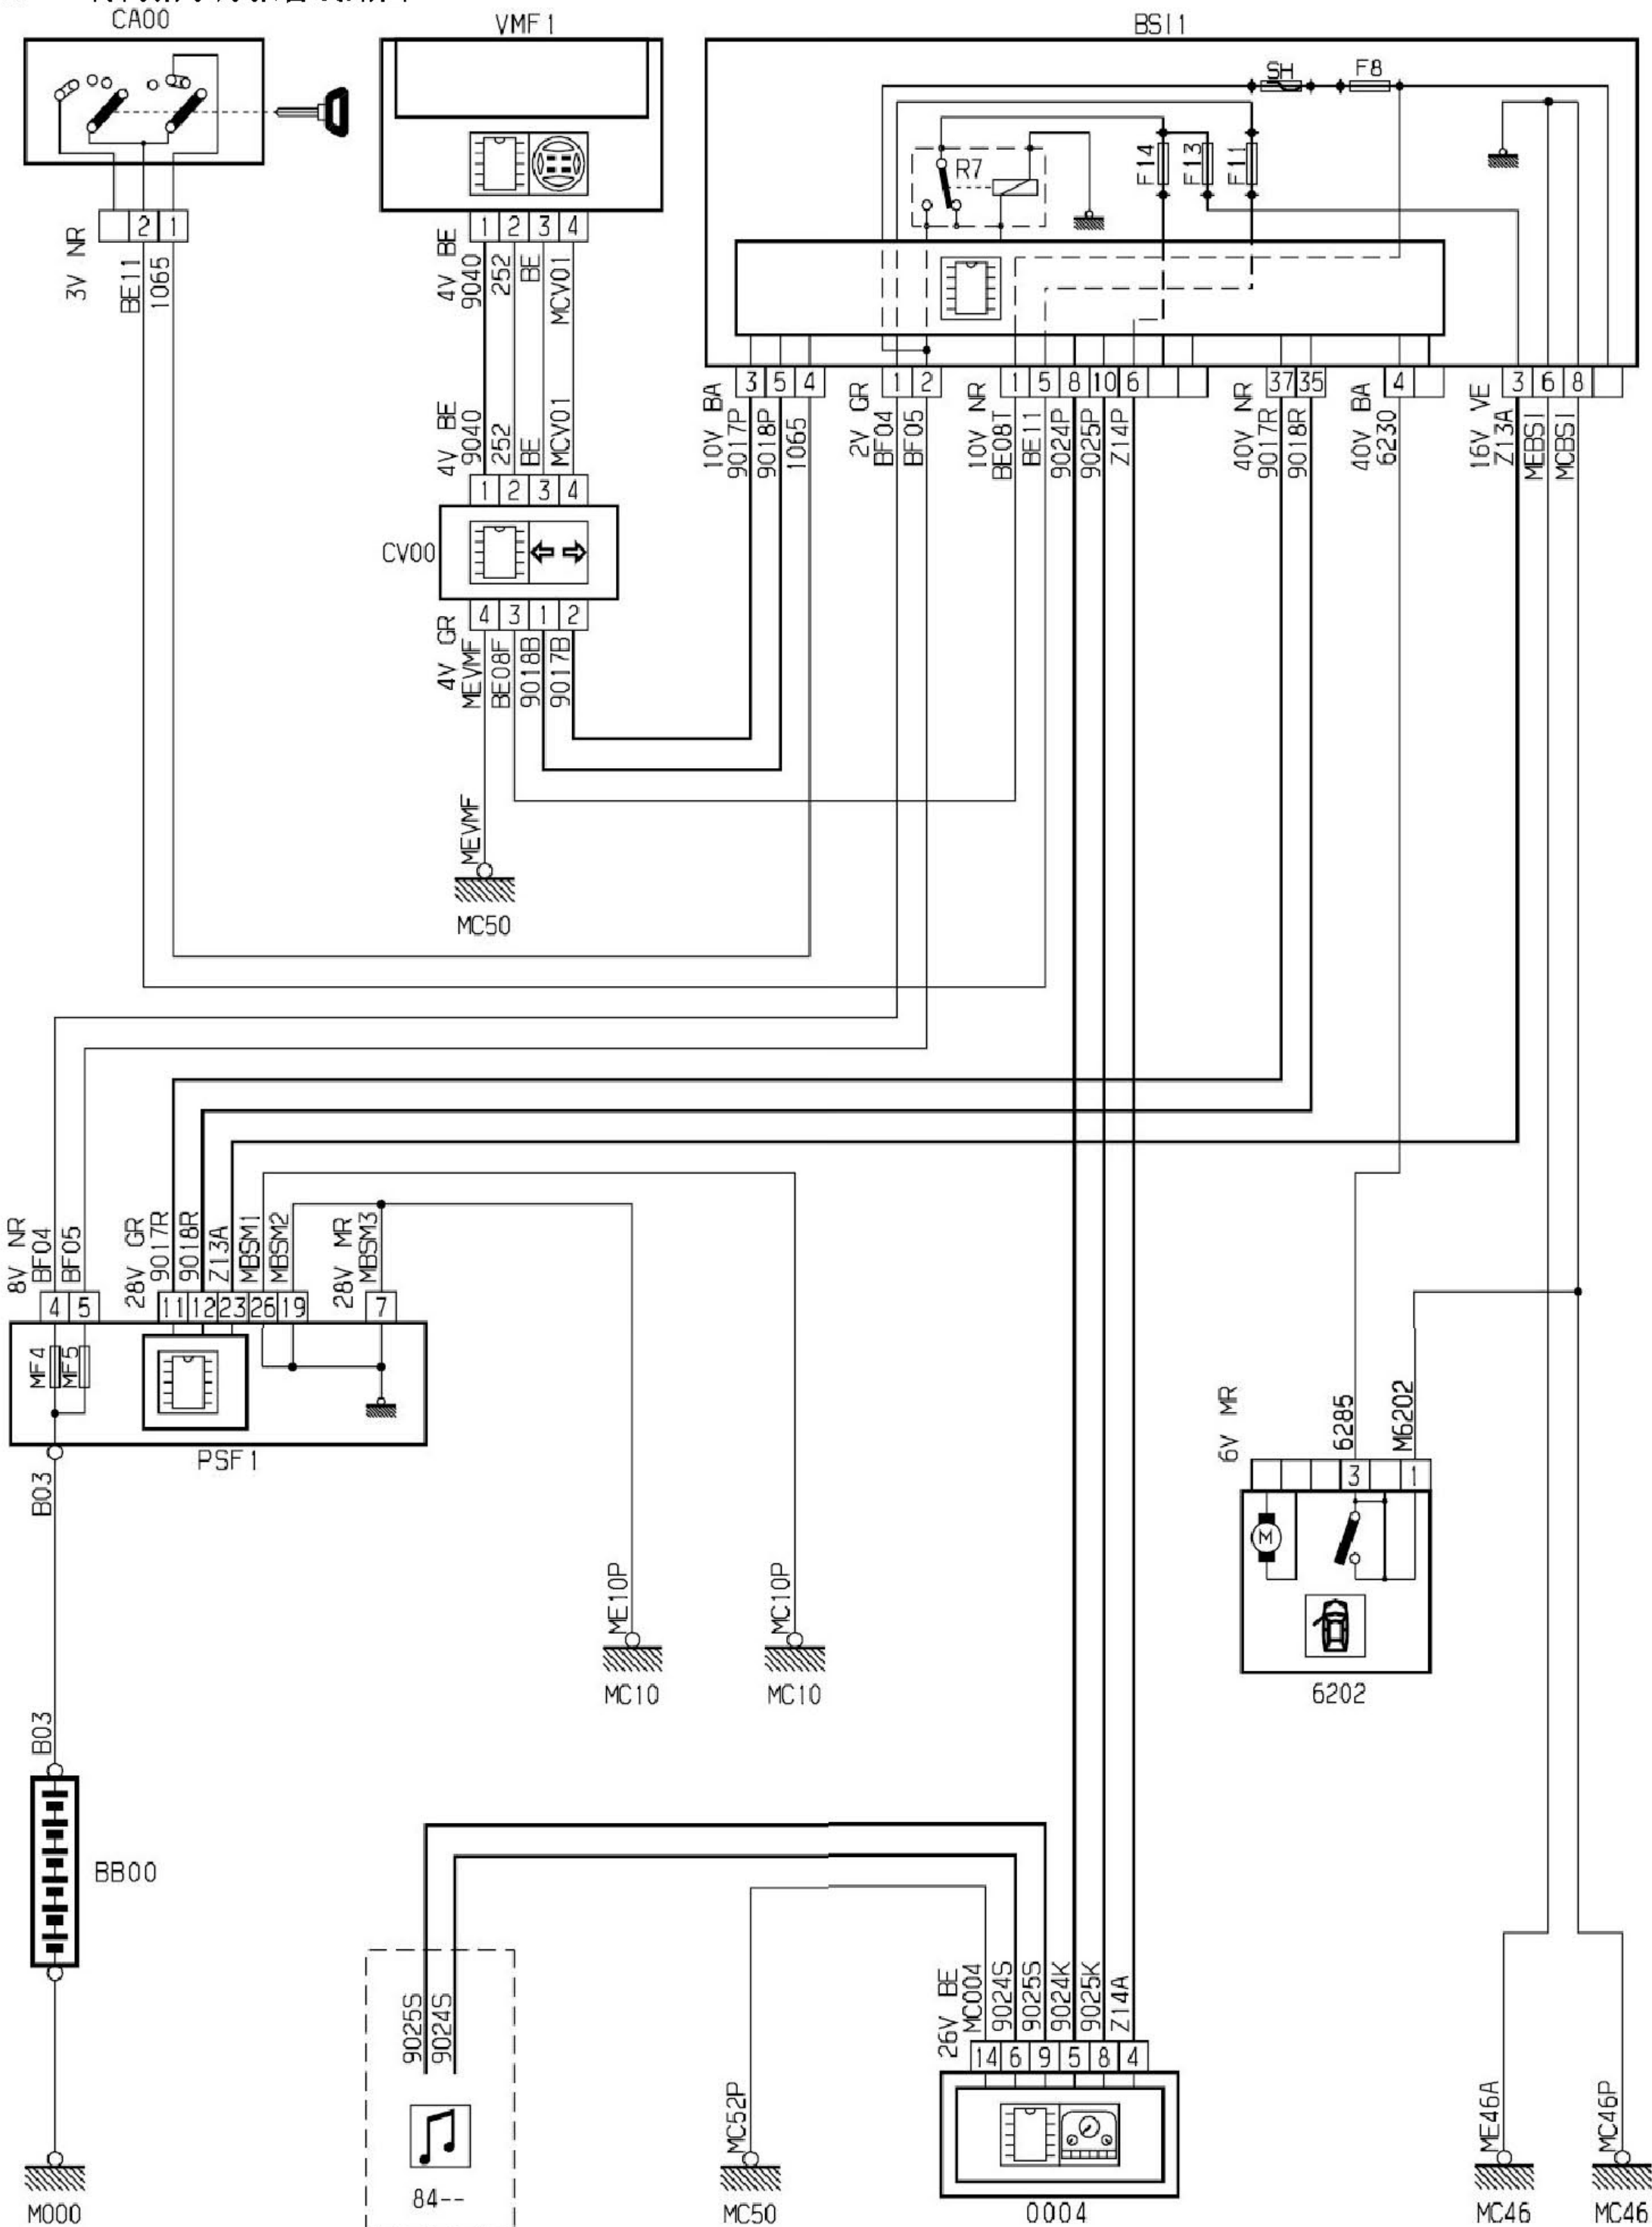 CA00
VMF1
BSI1
SH
F8
R7
F14
F13
F11
2 1
1 2 3 4
3V NR
BE11
1065
4V BE
9040
252
BE
MCV01
3 5 4
1 2
1 5 8 10 6
37 35
4
3 6 8
10V BA
9017P
9018P
1065
2V GR
BF04
BF05
10V NR
BE08T
BE11
9024P
9025P
Z14P
40V NR
9017R
9018R
40V BA
6230
16V VE
Z13A
MEBSI
MCBSI
4V BE
9040
252
BE
MCV01
1 2 3 4
CV00
4 3 1 2
4V GR
MEVMF
BE08F
9018B
9017B
MEVMF
MC50
8V NR
BF04
BF05
28V GR
9017R
9018R
Z13A
MBSM1
MBSM2
28V MR
MBSM3
4 5
11 12 23 26 19
7
MF4
MF5
PSF1
B03
6V MR
6285
M6202
3 1
M
6202
ME10P
MC10
MC10P
MC10
B03
BB00
M000
9025S
9024S
84--
MC52P
MC50
26V BE
MC004
9024S
9025S
9024K
9025K
Z14A
14 6 9 5 8 4
0004
ME46A
MC46
MC46P
MC46